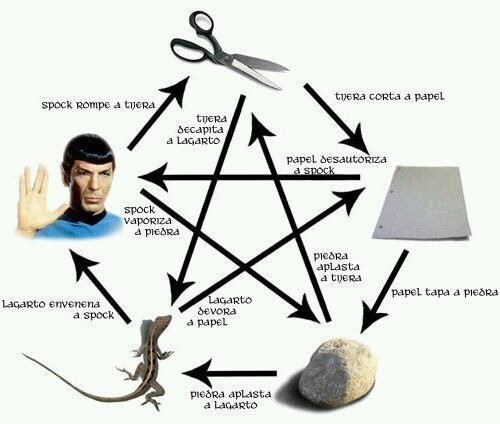 Spock rompe a tijera
tijera
decapita
a lagarto
tijera corta a papel
papel desautoriza
a Spock
Spock
vaporiza
a piedra
piedra
aplasta
a tijera
lagarto envenena
a Spock
lagarto
devora
a papel
papel tapa a piedra
piedra aplasta
a lagarto